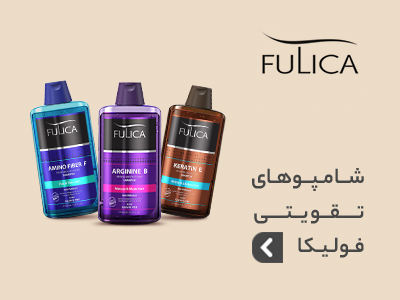 FULICA
FULICA
FULICA
FULICA
AMINO FIBER F
ARGININE B
KERATIN E
شامپوهای
تقویتی
فولیکا